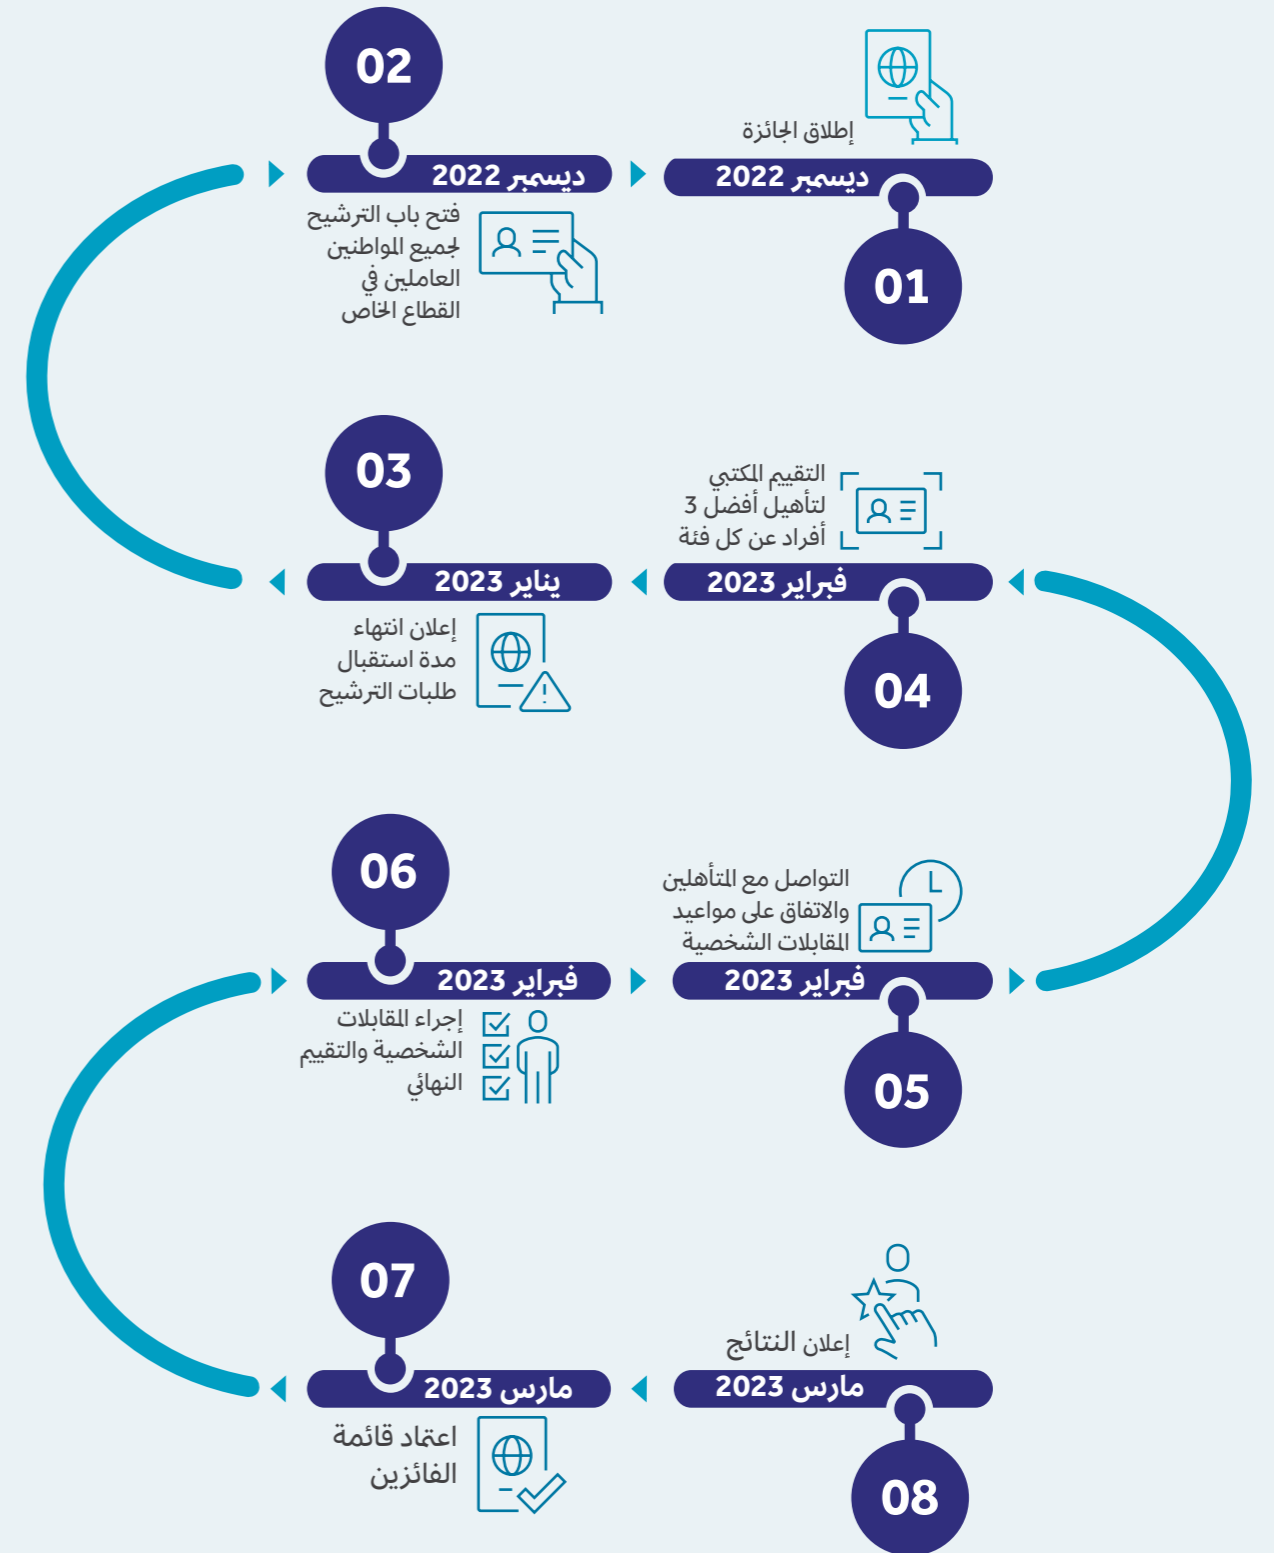 إطلاق الجائزة
ديسمبر 2022
01
02
ديسمبر 2022
فتح باب الترشيح
لجميع المواطنين
العاملين في
القطاع الخاص
03
يناير 2023
إعلان انتهاء
مدة استقبال
طلبات الترشيح
التقييم المكتبي
لتأهيل أفضل 3
أفراد عن كل فئة
فبراير 2023
04
التواصل مع المتأهلين
والاتفاق على مواعيد
المقابلات الشخصية
فبراير 2023
05
06
فبراير 2023
إجراء المقابلات
الشخصية والتقييم
النهائي
07
مارس 2023
اعتماد قائمة
الفائزين
إعلان النتائج
مارس 2023
08